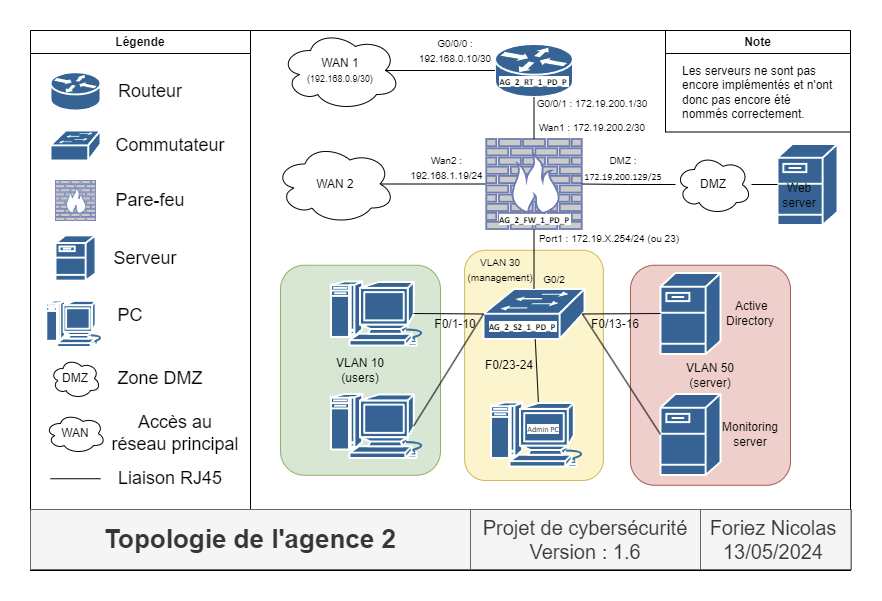 Légende
Routeur
Commutateur
Pare-feu
Serveur
PC
DMZ
Zone DMZ
WAN
Accès au
réseau principal
Liaison RJ45
WAN 1
(192.168.0.9/30)
G0/0/0 :
192.168.0.10/30
AG_2_RT_1_PD_P
G0/0/1 : 172.19.200.1/30
Wan1 : 172.19.200.2/30
Note
Les serveurs ne sont pas
encore implémentés et n'ont
donc pas encore été
nommés correctement.
WAN 2
Wan2 :
192.168.1.19/24
AG_2_FW_1_PD_P
DMZ :
172.19.200.129/25
DMZ
Web
server
Port1 : 172.19.X.254/24 (ou 23)
VLAN 30
(management)
G0/2
AG_2_S2_1_PD_P
F0/1-10
F0/13-16
F0/23-24
VLAN 10
(users)
Admin PC
Active
Directory
VLAN 50
(server)
Monitoring
server
Topologie de l'agence 2
Projet de cybersécurité
Version : 1.6
Foriez Nicolas
13/05/2024